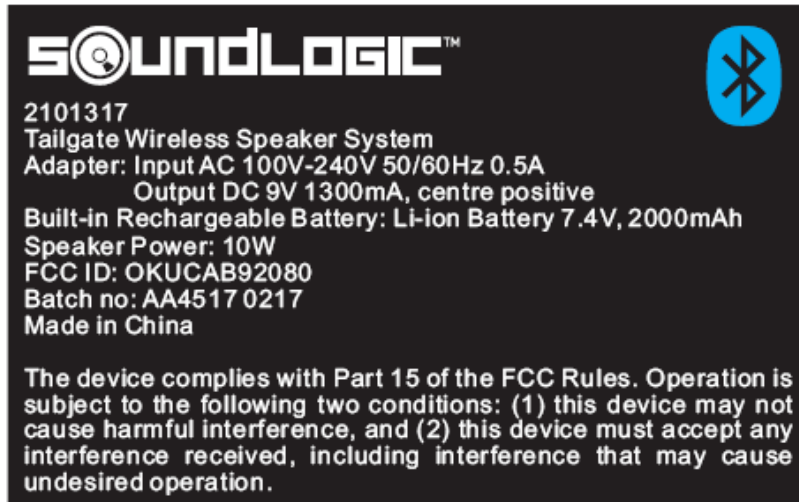 SOUNDLOGIC™
2101317
Tailgate Wireless Speaker System
Adapter: Input AC 100V-240V 50/60Hz 0.5A
Output DC 9V 1300mA, centre positive
Built-in Rechargeable Battery: Li-ion Battery 7.4V, 2000mAh
Speaker Power: 10W
FCC ID: OKUCAB92080
Batch no: AA4517 0217
Made in China
The device complies with Part 15 of the FCC Rules. Operation is
subject to the following two conditions: (1) this device may not
cause harmful interference, and (2) this device must accept any
interference received, including interference that may cause
undesired operation.